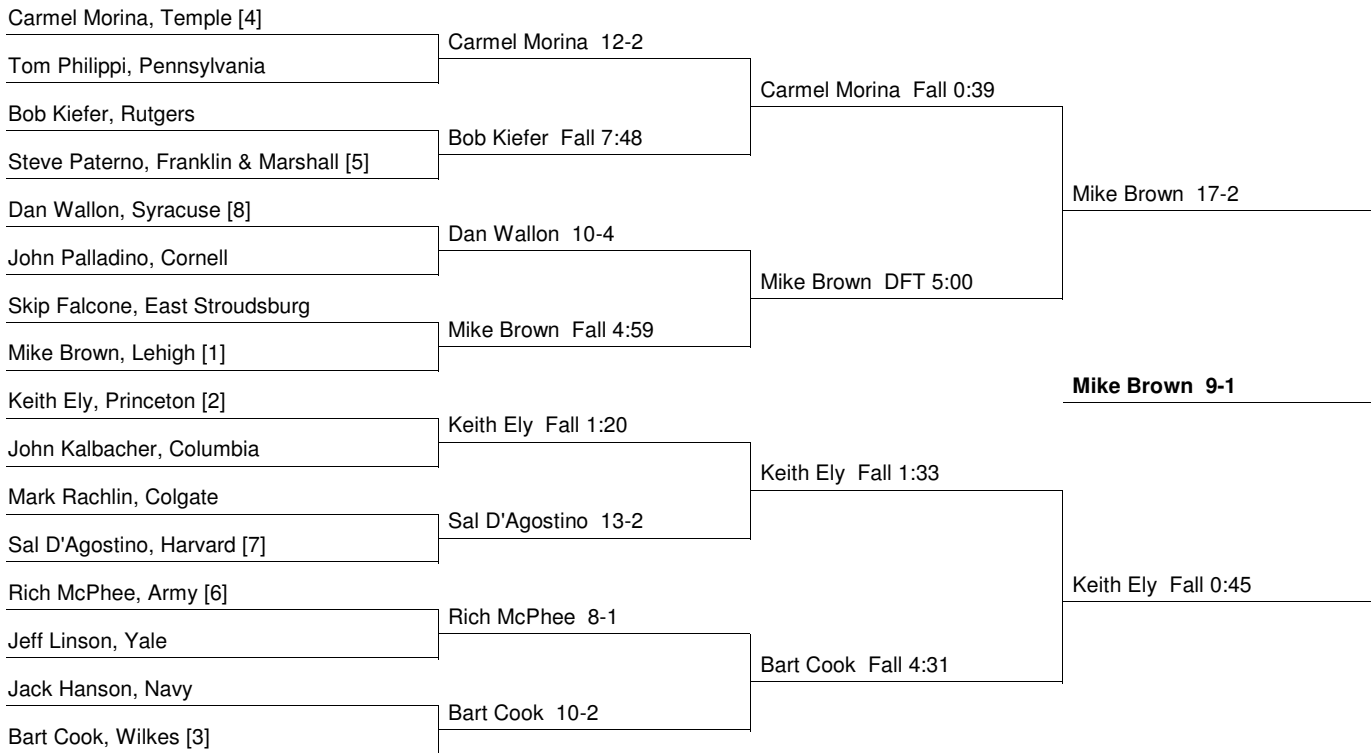 Carmel Morina, Temple [4]
Tom Philippi, Pennsylvania
Bob Kiefer, Rutgers
Steve Paterno, Franklin & Marshall [5]
Dan Wallon, Syracuse [8]
John Palladino, Cornell
Skip Falcone, East Stroudsburg
Mike Brown, Lehigh [1]
Keith Ely, Princeton [2]
John Kalbacher, Columbia
Mark Rachlin, Colgate
Sal D'Agostino, Harvard [7]
Rich McPhee, Army [6]
Jeff Linson, Yale
Jack Hanson, Navy
Bart Cook, Wilkes [3]
Carmel Morina 12-2
Bob Kiefer Fall 7:48
Dan Wallon 10-4
Mike Brown Fall 4:59
Keith Ely Fall 1:20
Sal D'Agostino 13-2
Rich McPhee 8-1
Bart Cook 10-2
Carmel Morina Fall 0:39
Mike Brown DFT 5:00
Keith Ely Fall 1:33
Bart Cook Fall 4:31
Mike Brown 17-2
Keith Ely Fall 0:45
Mike Brown 9-1